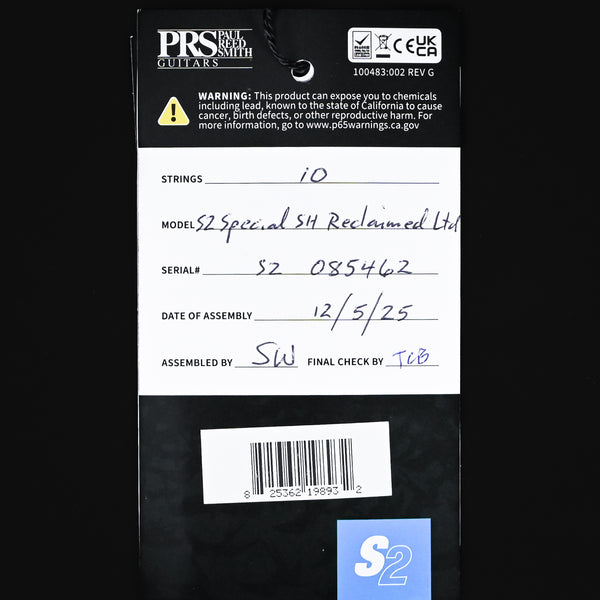 PRS PAUL REED SMITH
GUITARS
UK CA
100483:002 REV G
WARNING: This product can expose you to chemicals
including lead, known to the state of California to cause
cancer, birth defects, or other reproductive harm. For
more information, go to www.p65warnings.ca.gov
STRINGS 10
MODEL S2 Special SH Reclaimed Ltd
SERIAL# S2 085462
DATE OF ASSEMBLY 12/5/25
ASSEMBLED BY SW FINAL CHECK BY TCB
8 25362 19893 2
S2